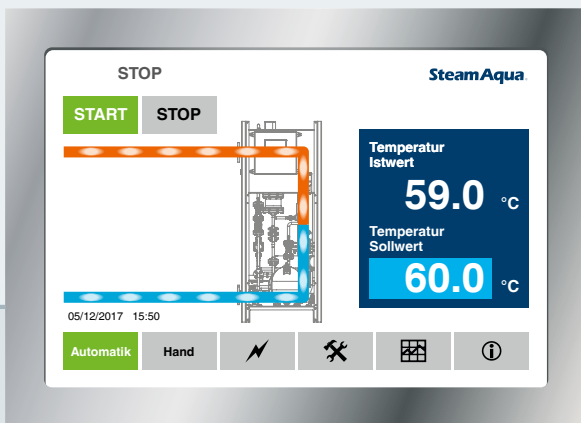 STOP
SteamAqua
START
STOP
Temperatur
Istwert
59.0 °C
Temperatur
Sollwert
60.0 °C
05/12/2017 15:50
Automatik
Hand